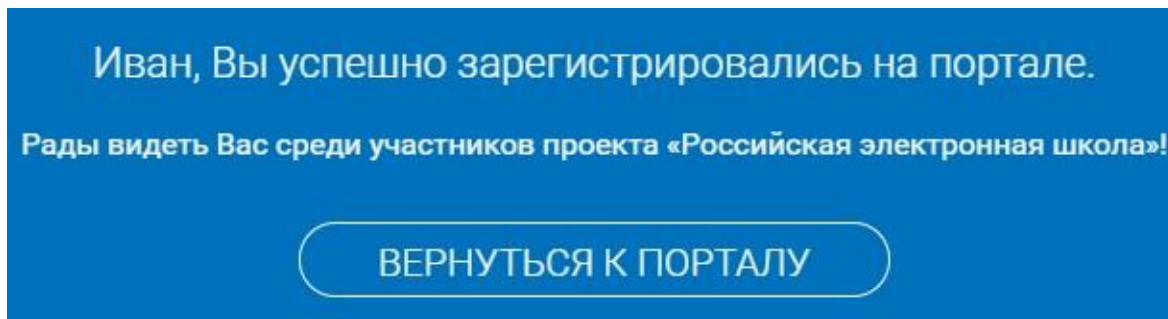 Иван, Вы успешно зарегистрировались на портале.
Рады видеть Вас среди участников проекта «Российская электронная школа»!
ВЕРНУТЬСЯ К ПОРТАЛУ